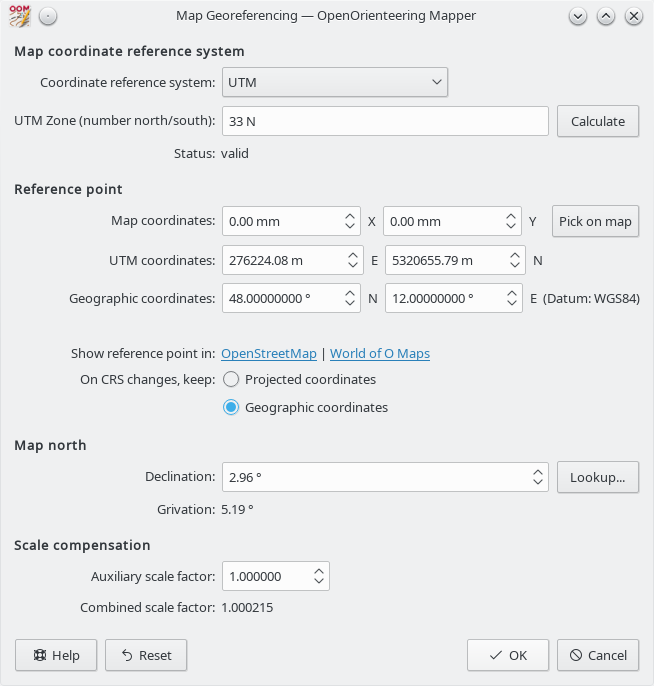 OOM
Map Georeferencing — OpenOrienteering Mapper
Map coordinate reference system
Coordinate reference system: UTM
UTM Zone (number north/south): 33 N Calculate
Status: valid
Reference point
Map coordinates: 0.00 mm X 0.00 mm Y Pick on map
UTM coordinates: 276224.08 m E 5320655.79 m N
Geographic coordinates: 48.00000000 ° N 12.00000000 ° E (Datum: WGS84)
Show reference point in: OpenStreetMap | World of O Maps
On CRS changes, keep: Projected coordinates
Geographic coordinates
Map north
Declination: 2.96 ° Lookup...
Grivation: 5.19 °
Scale compensation
Auxiliary scale factor: 1.000000
Combined scale factor: 1.000215
Help Reset OK Cancel